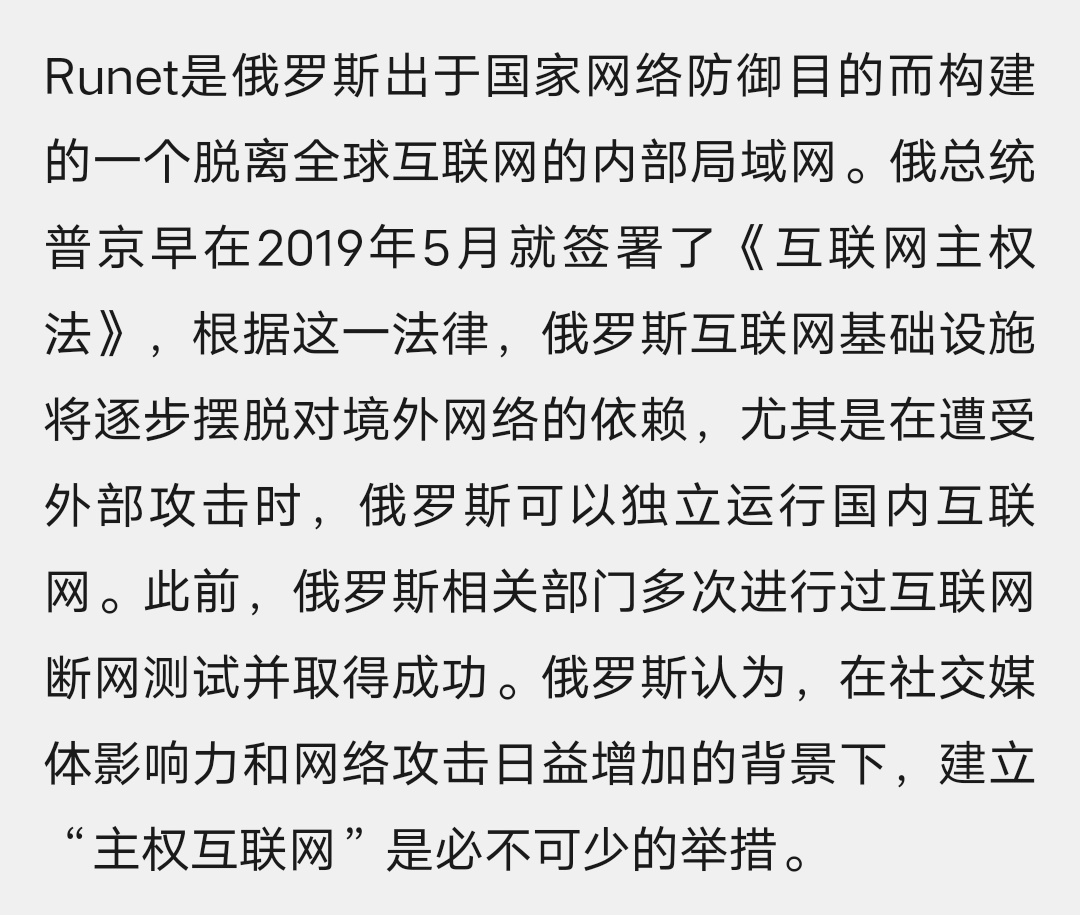 Runet是俄罗斯出于国家网络防御目的而构建
的一个脱离全球互联网的内部局域网。俄总统
普京早在2019年5月就签署了《互联网主权
法》，根据这一法律，俄罗斯互联网基础设施
将逐步摆脱对境外网络的依赖，尤其是在遭受
外部攻击时，俄罗斯可以独立运行国内互联
网。此前，俄罗斯相关部门多次进行过互联网
断网测试并取得成功。俄罗斯认为，在社交媒
体影响力和网络攻击日益增加的背景下，建立
“主权互联网”是必不可少的举措。